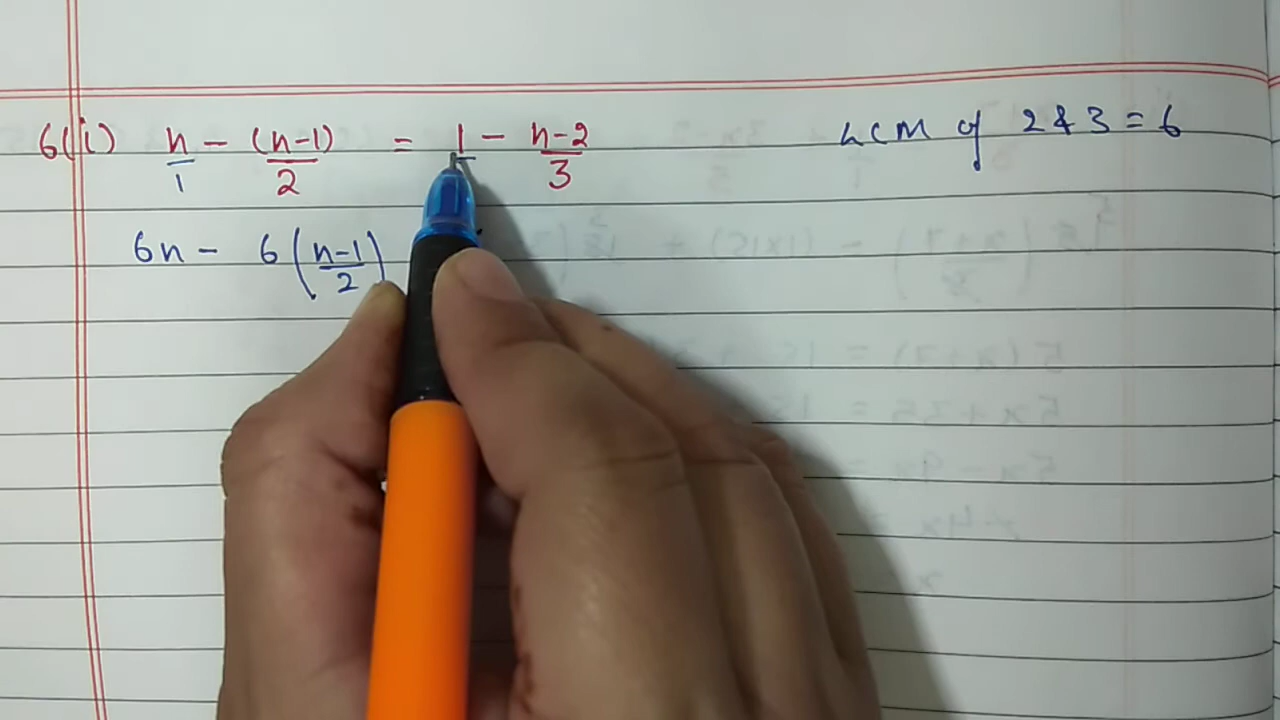 6(i) n/1 - (n-1)/2 = 1 - n-2/3
LCM of 2 & 3 = 6
6n - 6(n-1/2)